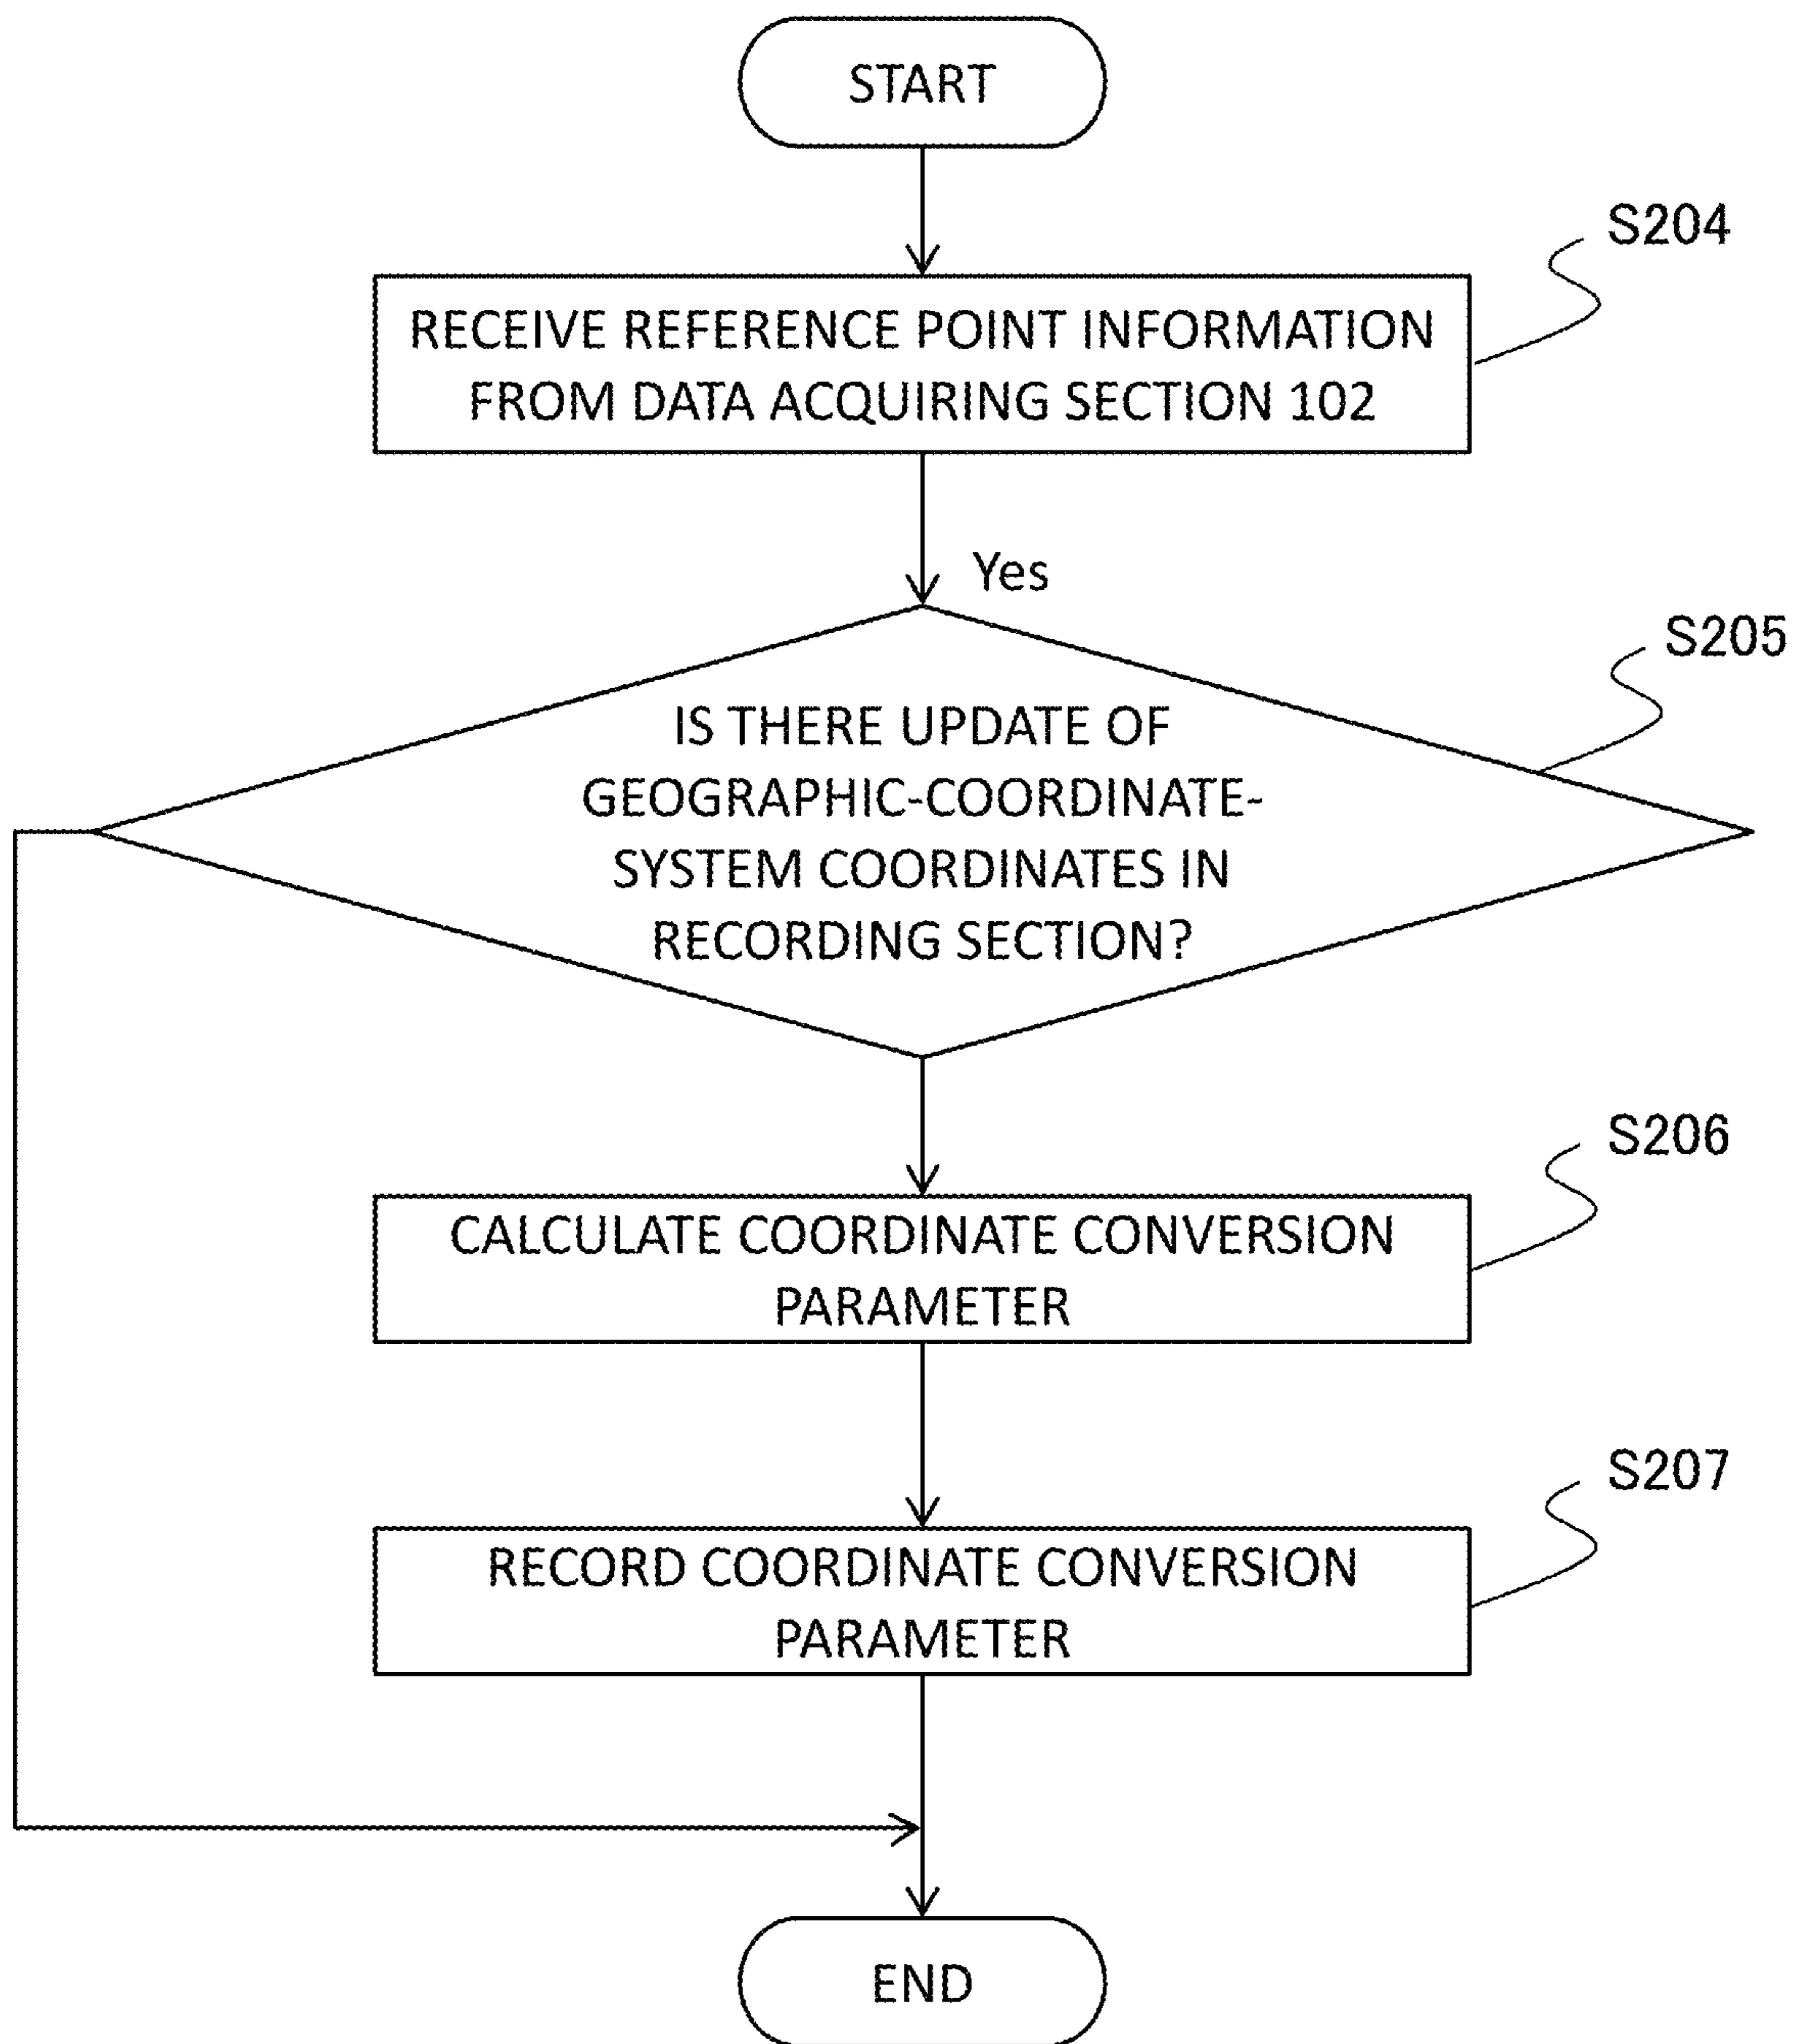 START
S204
RECEIVE REFERENCE POINT INFORMATION
FROM DATA ACQUIRING SECTION 102
Yes
S205
IS THERE UPDATE OF
GEOGRAPHIC-COORDINATE-
SYSTEM COORDINATES IN
RECORDING SECTION?
S206
CALCULATE COORDINATE CONVERSION
PARAMETER
S207
RECORD COORDINATE CONVERSION
PARAMETER
END